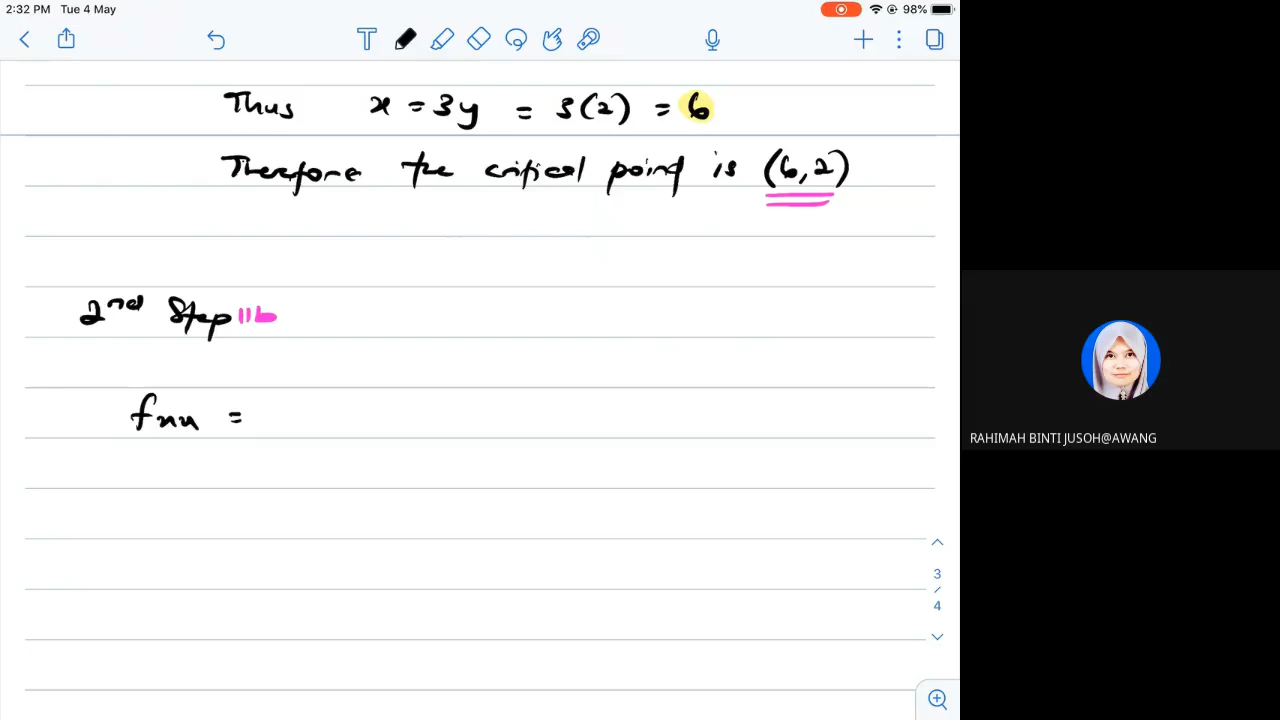 2:32 PM Tue 4 May 98%
Thus x = 3y = 3(2) = 6
Therefore the critical point is (6,2)
2nd Step
fxx =
3
/
4
RAHIMAH BINTI JUSOH@AWANG